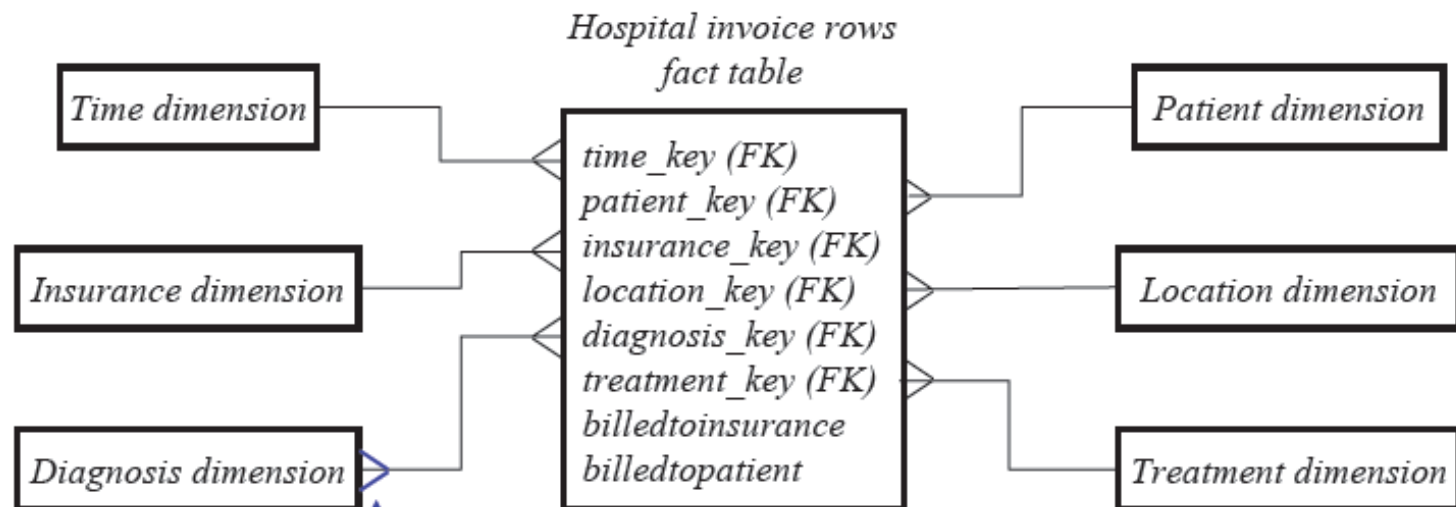 Hospital invoice rows
fact table
Time dimension
Insurance dimension
Diagnosis dimension
time_key (FK)
patient_key (FK)
insurance_key (FK)
location_key (FK)
diagnosis_key (FK)
treatment_key (FK)
billedtoinsurance
billedtopatient
Patient dimension
Location dimension
Treatment dimension